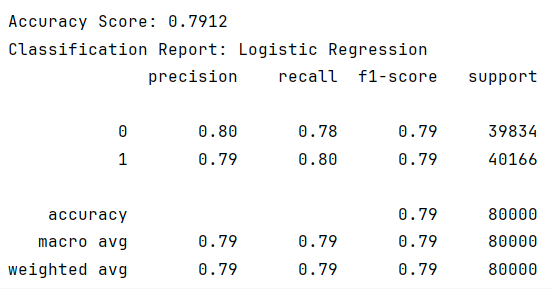 Accuracy Score: 0.7912
Classification Report: Logistic Regression
precision recall f1-score support
0 0.80 0.78 0.79 39834
1 0.79 0.80 0.79 40166
accuracy 0.79 80000
macro avg 0.79 0.79 0.79 80000
weighted avg 0.79 0.79 0.79 80000